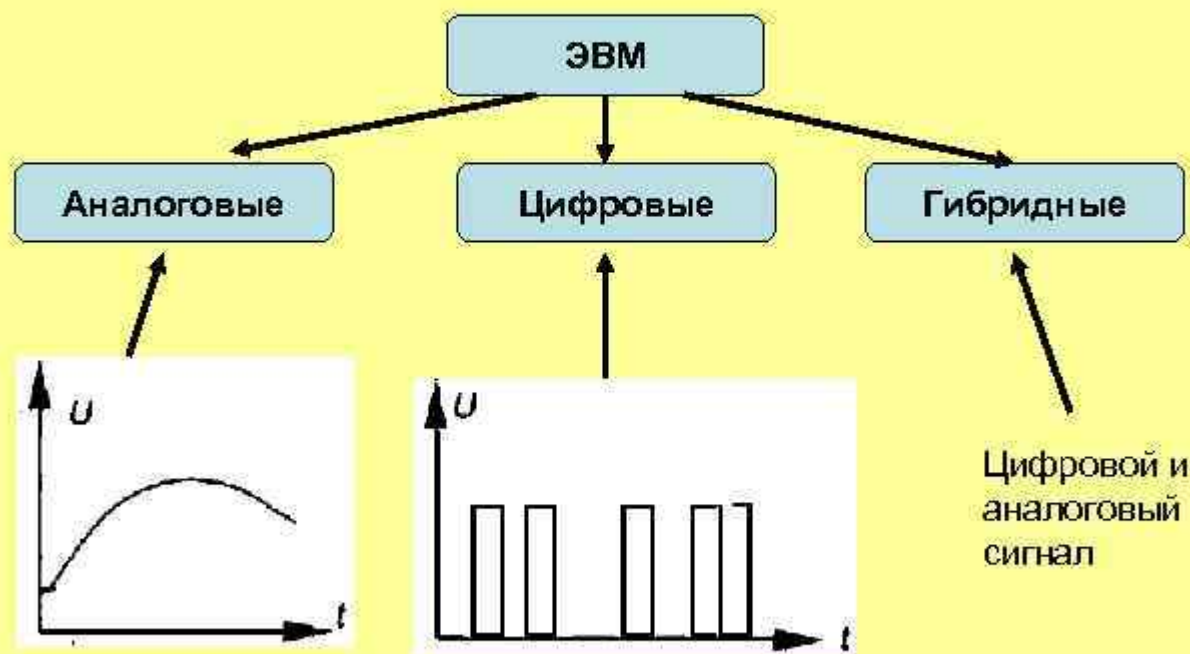 ЭВМ
Аналоговые
Цифровые
Гибридные
U
t
U
t
Цифровой и
аналоговый
сигнал